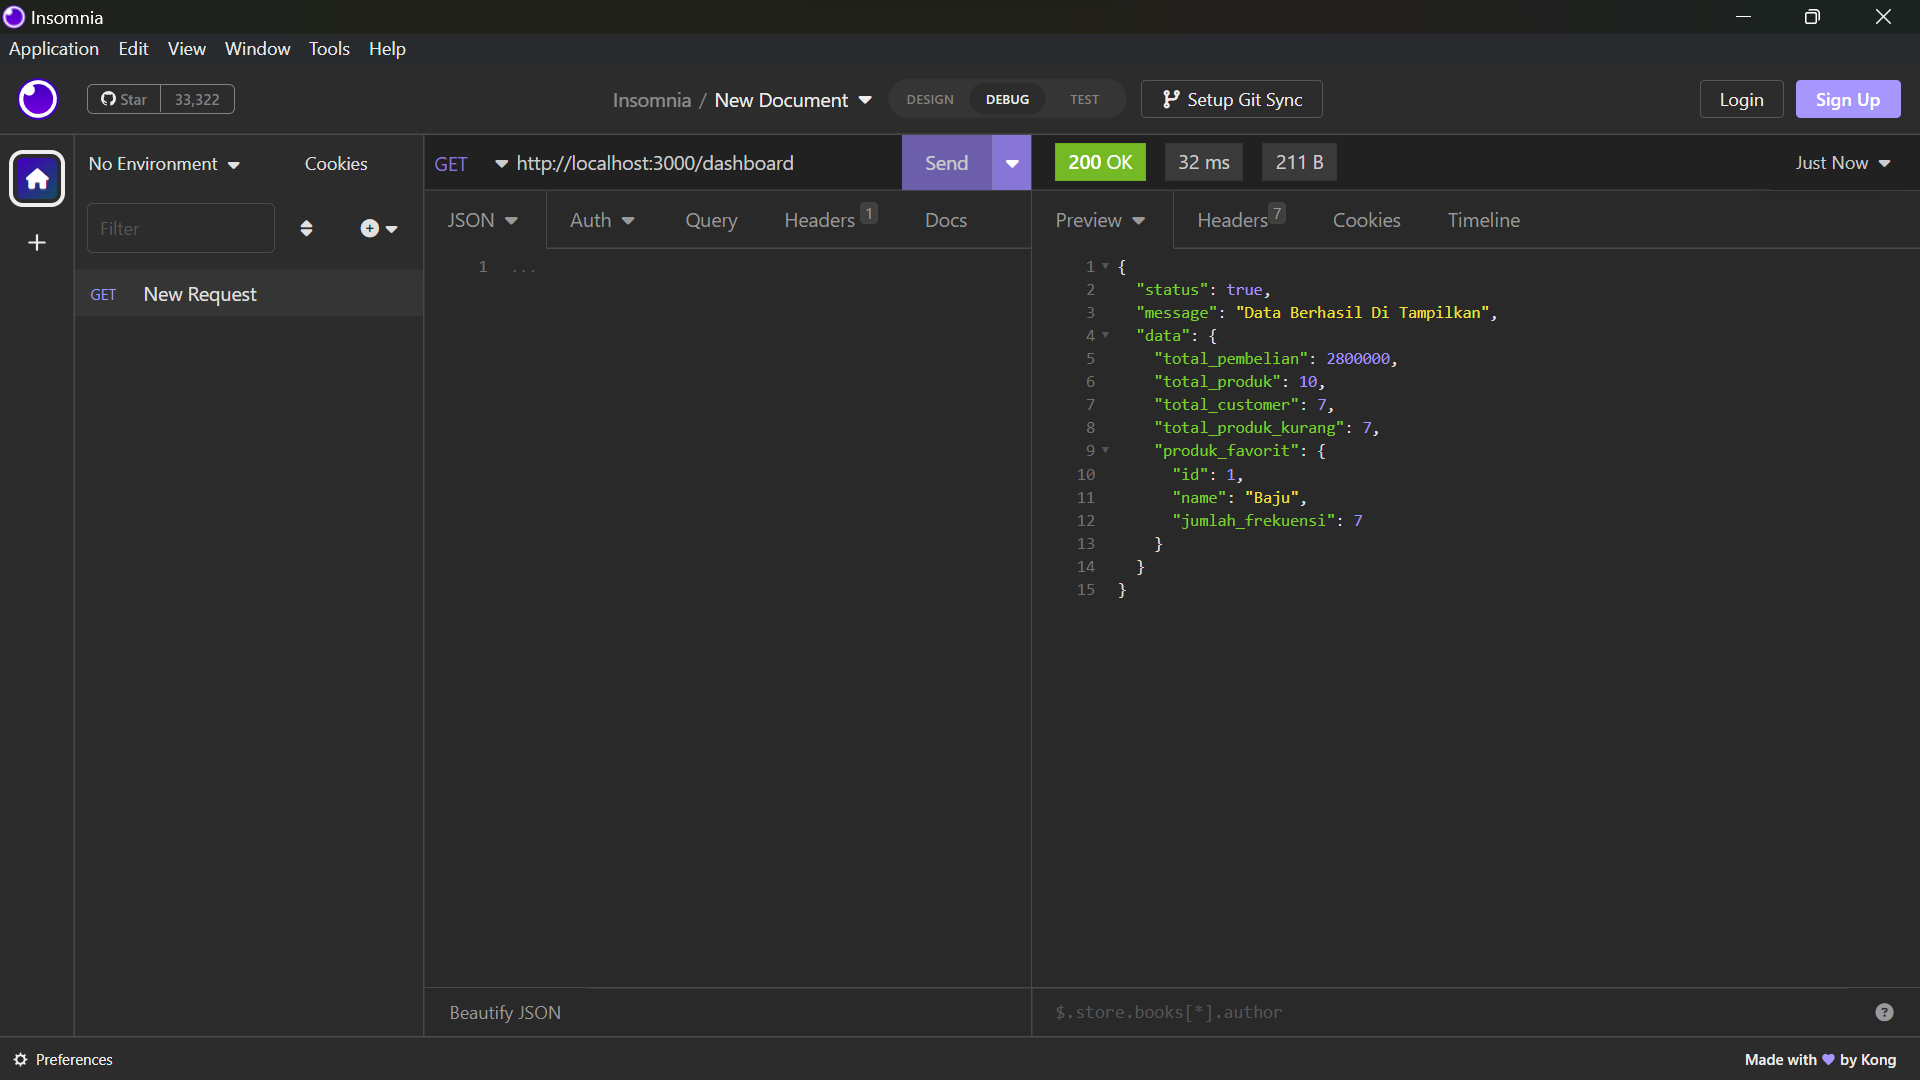 Insomnia
Application Edit View Window Tools Help
Star 33,322
Insomnia / New Document
DESIGN DEBUG TEST
Setup Git Sync
Login
Sign Up
No Environment
Cookies
Filter
GET New Request
GET http://localhost:3000/dashboard
Send
JSON Auth Query Headers 1 Docs
1 ...
Beautify JSON
200 OK 32 ms 211 B
Just Now
Preview Headers 7 Cookies Timeline
1 {
2 "status": true,
3 "message": "Data Berhasil Di Tampilkan",
4 "data": {
5 "total_pembelian": 2800000,
6 "total_produk": 10,
7 "total_customer": 7,
8 "total_produk_kurang": 7,
9 "produk_favorit": {
10 "id": 1,
11 "name": "Baju",
12 "jumlah_frekuensi": 7
13 }
14 }
15 }
$.store.books[*].author
?
Preferences
Made with 💜 by Kong